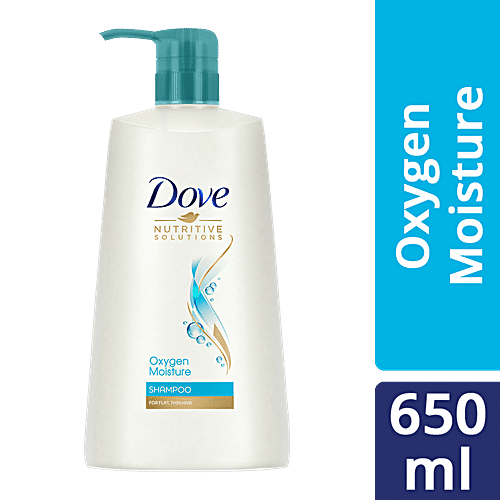 Dove
NUTRITIVE
SOLUTIONS
Oxygen
Moisture
SHAMPOO
FOR FLAT, THIN HAIR
Oxygen
Moisture
650
ml